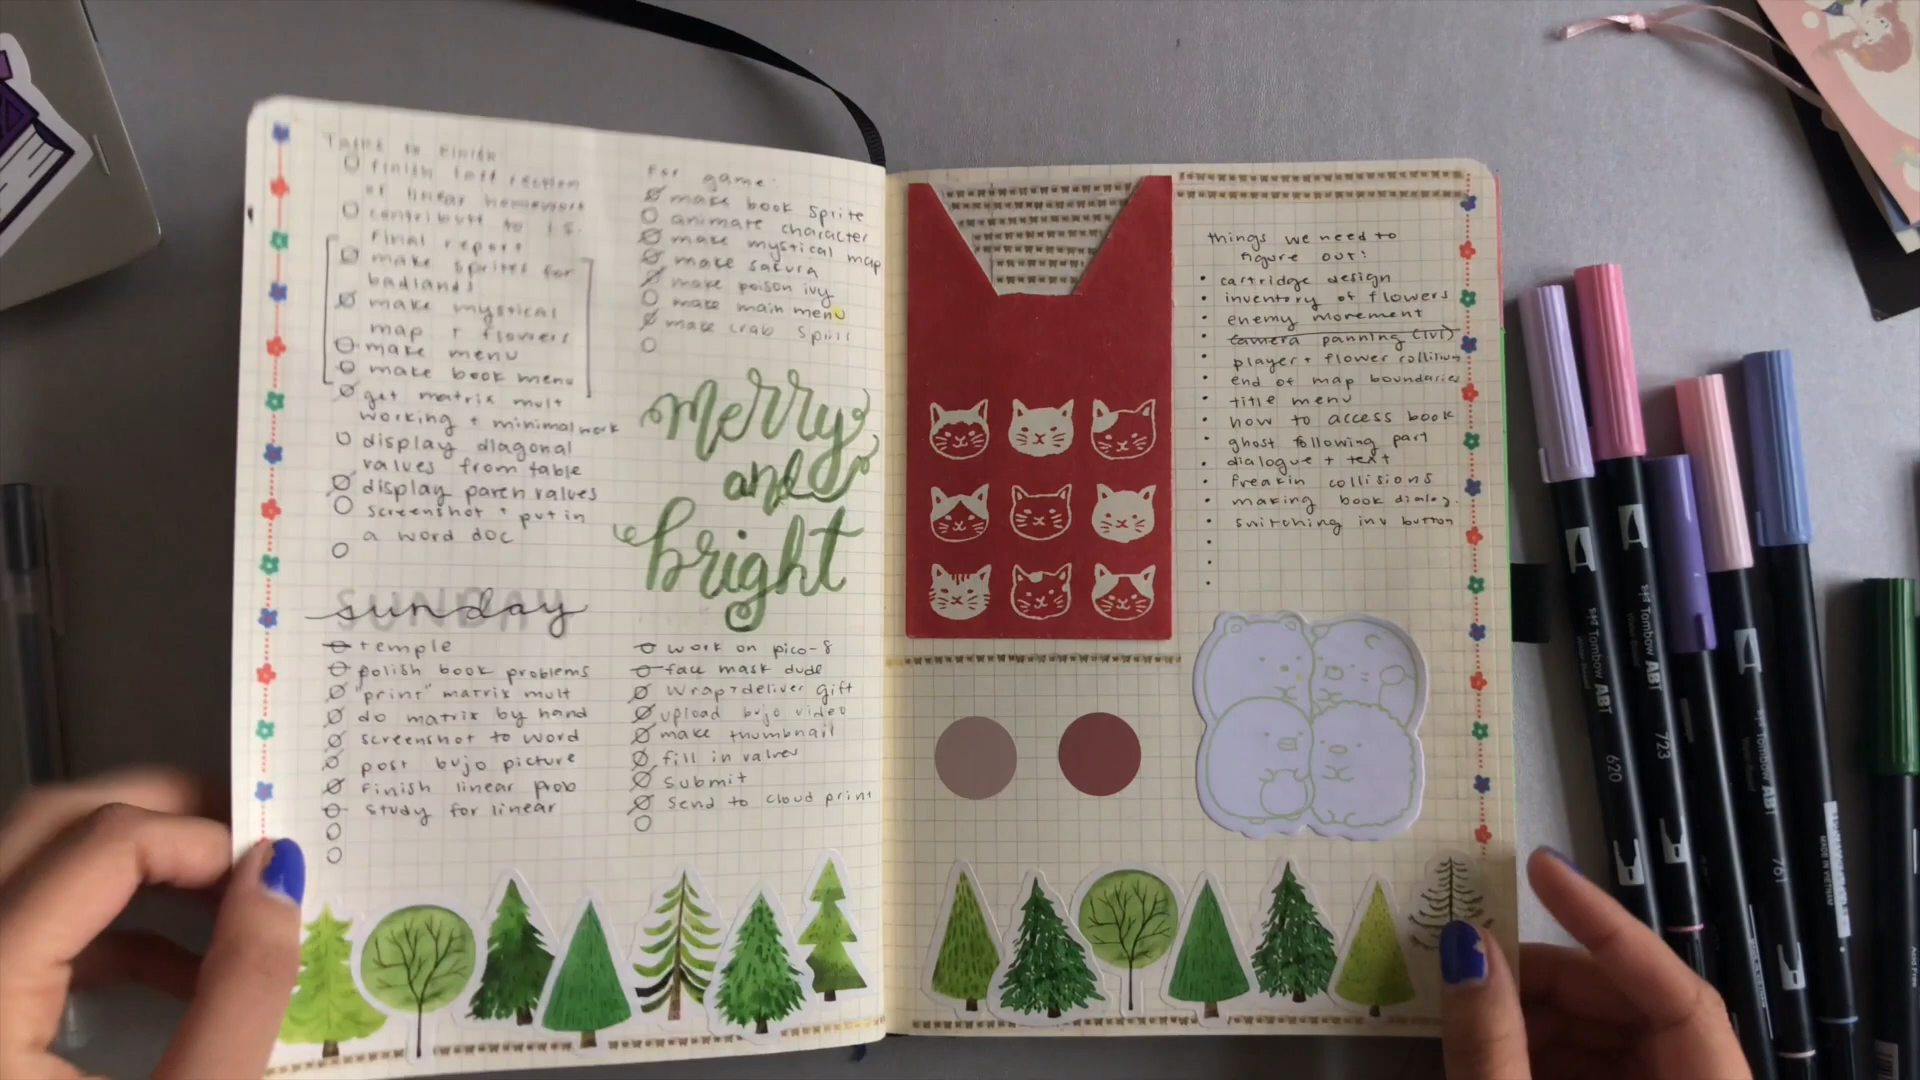 Tasks to finish
finish last section
of linear homework
contribute to I.S.
final report
make sprites for
badlands
make mystical
map + flowers
make menu
make book menu
get matrix mult
working + minimal work
display diagonal
values from table
display paren values
screenshot + put in
a word doc
for game:
make book sprite
animate character
make mystical map
make sakura
make poison ivy
make main menu
make crab
merry
and
bright
SUNDAY
sunday
temple
polish book problems
"print" matrix mult
do matrix by hand
screenshot to word
post bujo picture
finish linear prob
study for linear
work on pico-8
face mask dude
wrap + deliver gift
upload bujo video
make thumbnail
fill in values
submit
send to cloud print
things we need to
figure out:
• cartridge design
• inventory of flowers
• enemy movement
• camera panning (lvl)
• player + flower collision
• end of map boundaries
• title menu
• how to access book
• ghost following part
• dialogue + text
• freakin collisions
• making book dialog.
• switching inv button
Tombow ABT
620
Tombow ABT
723
Tombow ABT
761